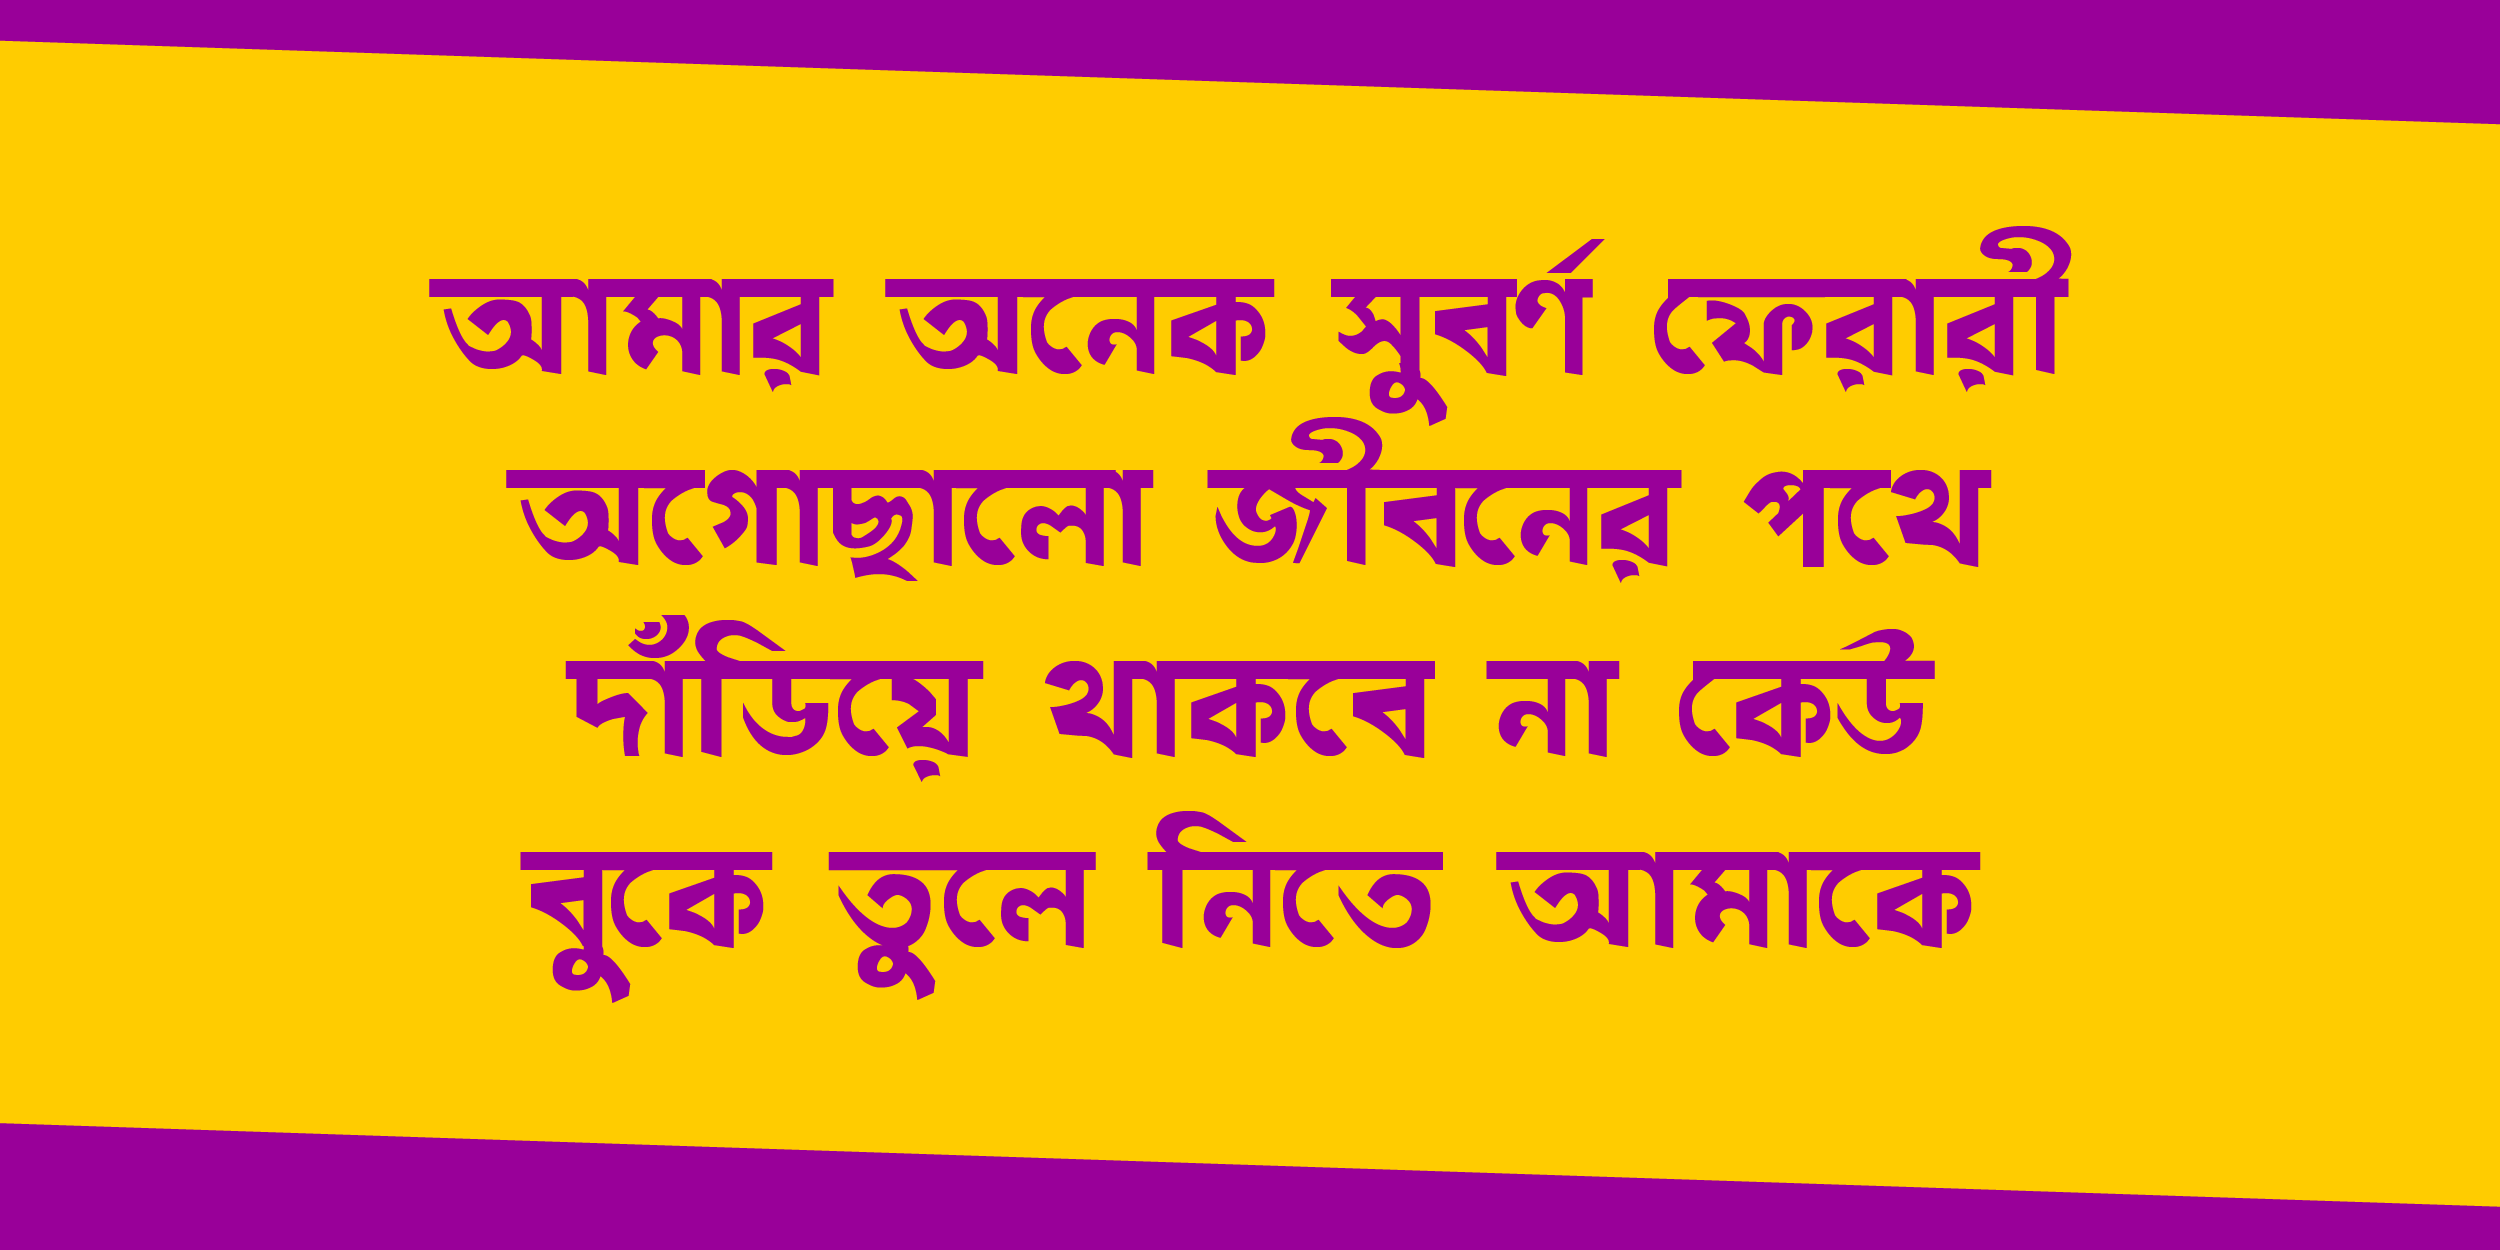 আমার অনেক সুবর্ণ ফেরারী
অগোছালো জীবনের পথে
দাঁড়িয়ে থাকবে না কেউ
বুকে তুলে নিতে আমাকে